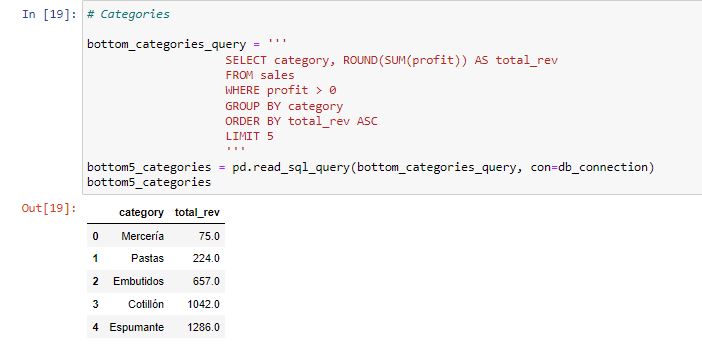 In [19]: # Categories
bottom_categories_query = '''
SELECT category, ROUND(SUM(profit)) AS total_rev
FROM sales
WHERE profit > 0
GROUP BY category
ORDER BY total_rev ASC
LIMIT 5
'''
bottom5_categories = pd.read_sql_query(bottom_categories_query, con=db_connection)
bottom5_categories
Out[19]:
category total_rev
0 Mercería 75.0
1 Pastas 224.0
2 Embutidos 657.0
3 Cotillón 1042.0
4 Espumante 1286.0